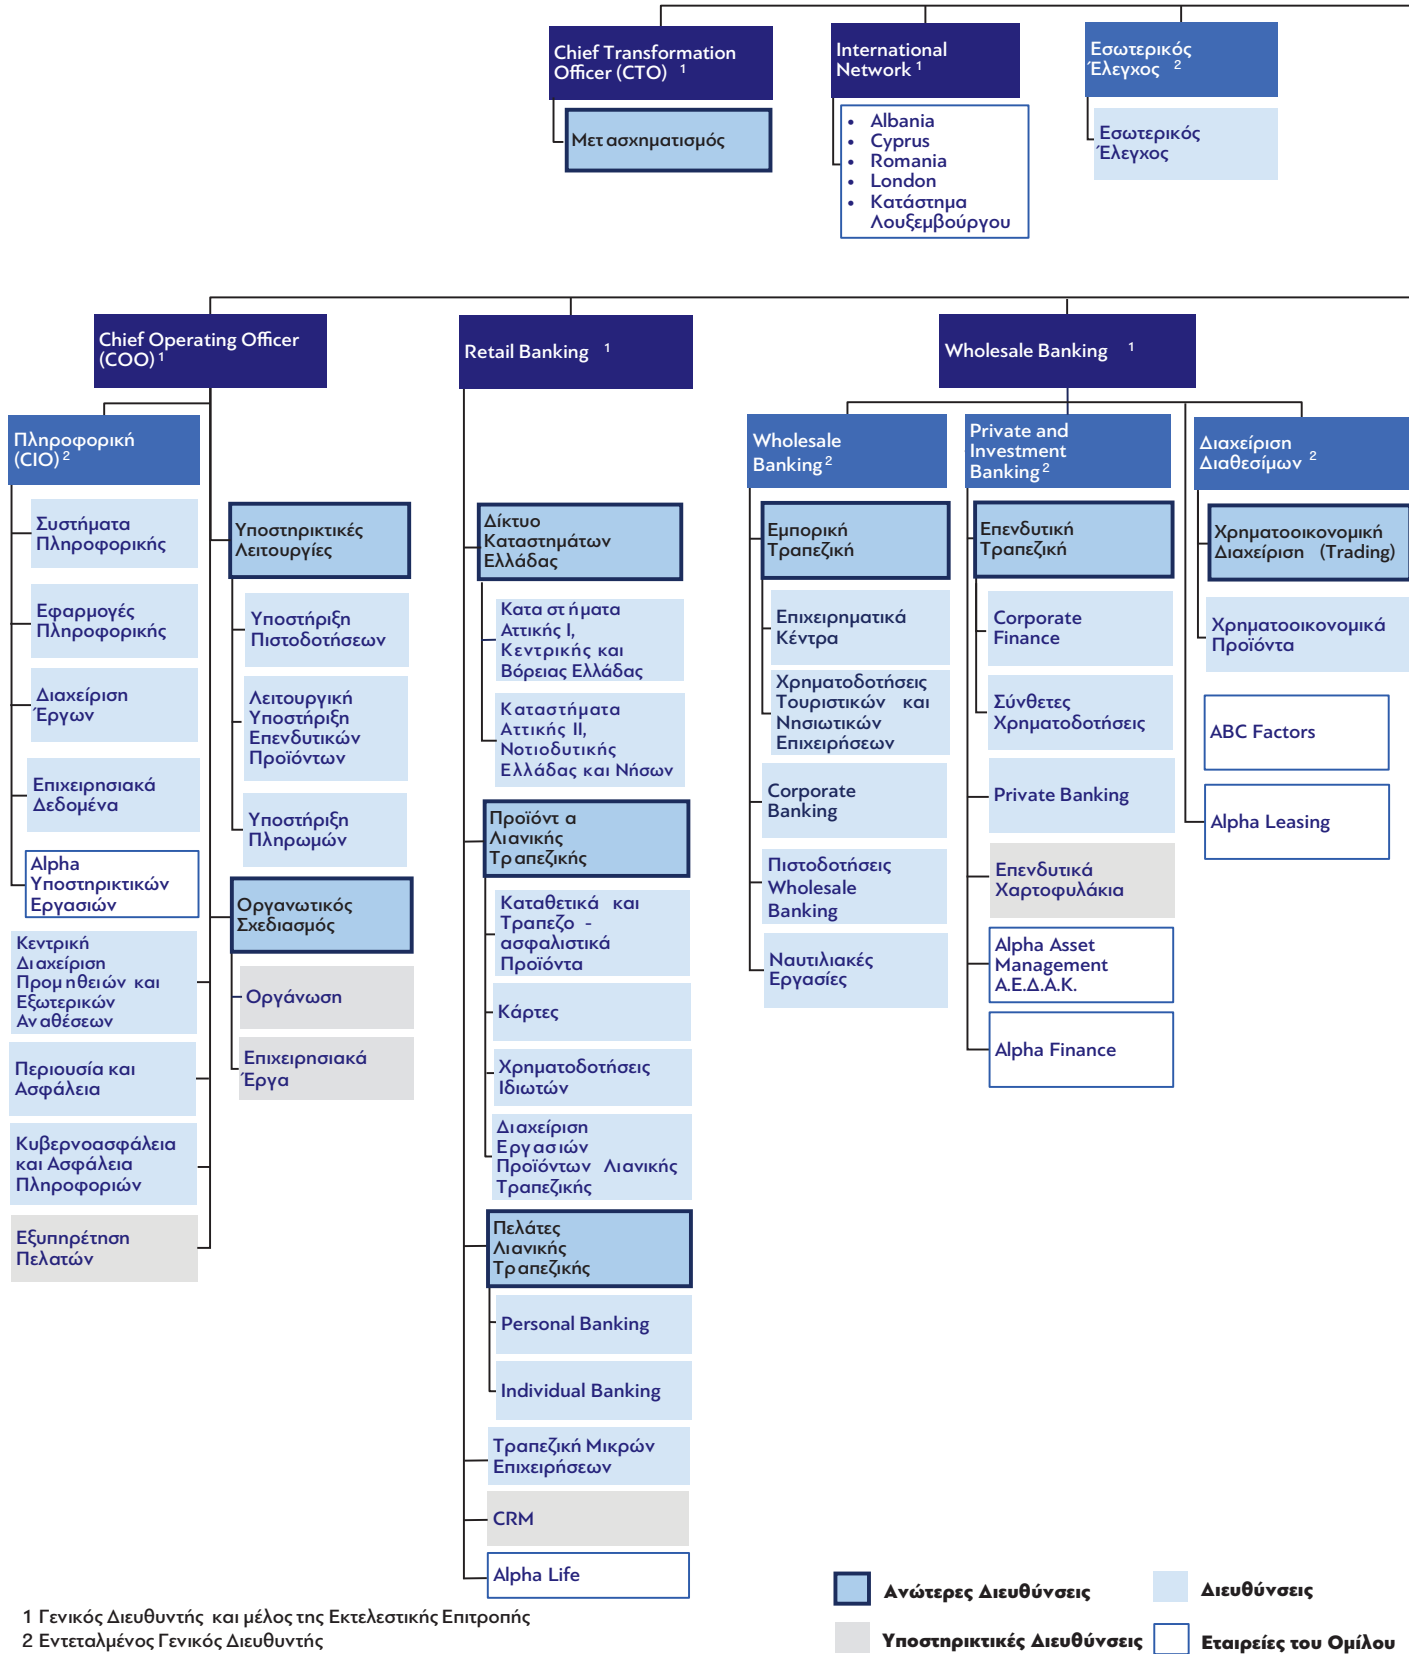 Chief Transformation
Officer (CTO) 1
Μετασχηματισμός
International
Network 1
• Albania
• Cyprus
• Romania
• London
• Κατάστημα
Λουξεμβούργου
Εσωτερικός
Έλεγχος 2
Εσωτερικός
Έλεγχος
Chief Operating Officer
(COO) 1
Πληροφορική
(CIO) 2
Συστήματα
Πληροφορικής
Εφαρμογές
Πληροφορικής
Διαχείριση
Έργων
Επιχειρησιακά
Δεδομένα
Alpha
Υποστηρικτικών
Εργασιών
Κεντρική
Διαχείριση
Προμηθειών και
Εξωτερικών
Αναθέσεων
Περιουσία και
Ασφάλεια
Κυβερνοασφάλεια
και Ασφάλεια
Πληροφοριών
Εξυπηρέτηση
Πελατών
Υποστηρικτικές
Λειτουργίες
Υποστήριξη
Πιστοδοτήσεων
Λειτουργική
Υποστήριξη
Επενδυτικών
Προϊόντων
Υποστήριξη
Πληρωμών
Οργανωτικός
Σχεδιασμός
Οργάνωση
Επιχειρησιακά
Έργα
Retail Banking 1
Δίκτυο
Καταστημάτων
Ελλάδας
Καταστήματα
Αττικής Ι,
Κεντρικής και
Βόρειας Ελλάδας
Καταστήματα
Αττικής ΙΙ,
Νοτιοδυτικής
Ελλάδας και Νήσων
Προϊόντα
Λιανικής
Τραπεζικής
Καταθετικά και
Τραπεζο -
ασφαλιστικά
Προϊόντα
Κάρτες
Χρηματοδοτήσεις
Ιδιωτών
Διαχείριση
Εργασιών
Προϊόντων Λιανικής
Τραπεζικής
Πελάτες
Λιανικής
Τραπεζικής
Personal Banking
Individual Banking
Τραπεζική Μικρών
Επιχειρήσεων
CRM
Alpha Life
Wholesale Banking 1
Wholesale
Banking 2
Εμπορική
Τραπεζική
Επιχειρηματικά
Κέντρα
Χρηματοδοτήσεις
Τουριστικών και
Νησιωτικών
Επιχειρήσεων
Corporate
Banking
Πιστοδοτήσεις
Wholesale
Banking
Ναυτιλιακές
Εργασίες
Private and
Investment
Banking 2
Επενδυτική
Τραπεζική
Corporate
Finance
Σύνθετες
Χρηματοδοτήσεις
Private Banking
Επενδυτικά
Χαρτοφυλάκια
Alpha Asset
Management
Α.Ε.Δ.Α.Κ.
Alpha Finance
Διαχείριση
Διαθεσίμων 2
Χρηματοοικονομική
Διαχείριση (Trading)
Χρηματοοικονομικά
Προϊόντα
ABC Factors
Alpha Leasing
1 Γενικός Διευθυντής και μέλος της Εκτελεστικής Επιτροπής
2 Εντεταλμένος Γενικός Διευθυντής
Ανώτερες Διευθύνσεις
Διευθύνσεις
Υποστηρικτικές Διευθύνσεις
Εταιρείες του Ομίλου